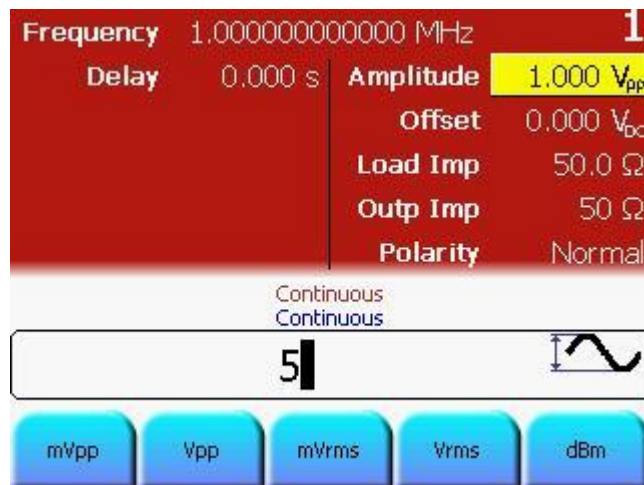 Frequency 1.000000000000 MHz 1
Delay 0.000 s Amplitude 1.000 Vpp
Offset 0.000 VDC
Load Imp 50.0 Ω
Outp Imp 50 Ω
Polarity Normal
Continuous
Continuous
5
mVpp Vpp mVrms Vrms dBm